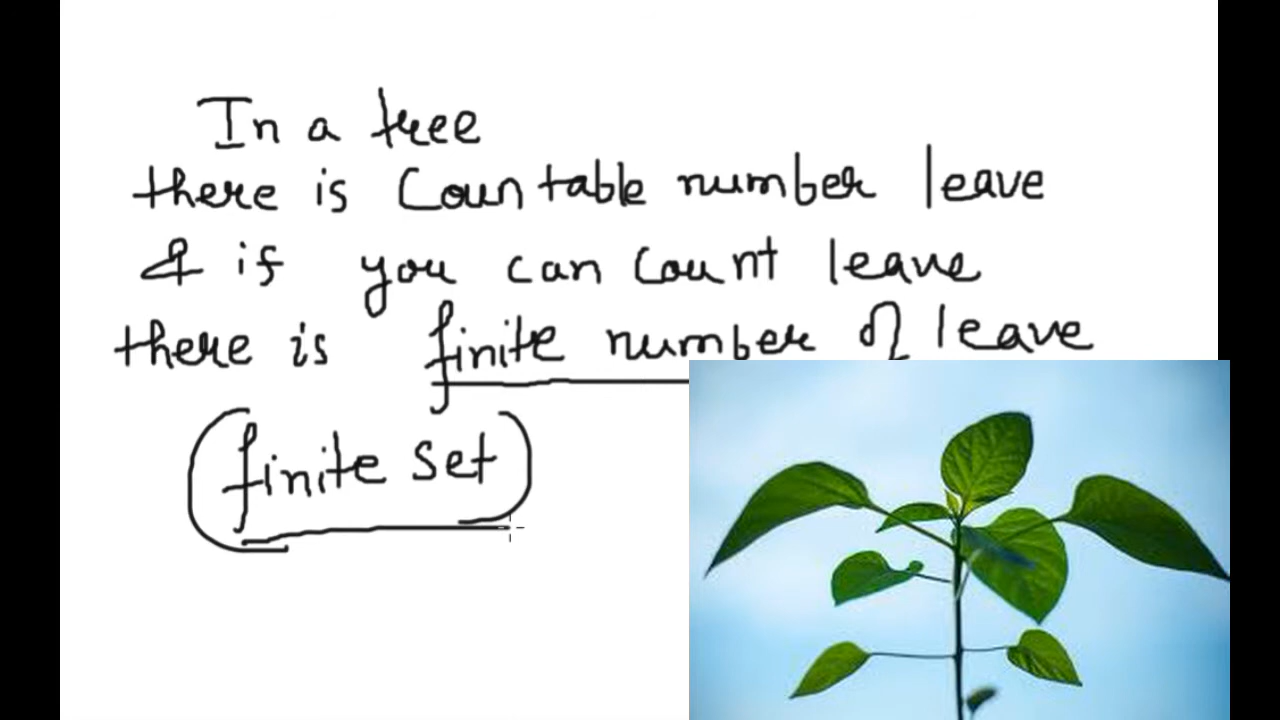 In a tree
there is Countable number leave
& if you can count leave
there is finite number of leave
(finite set)